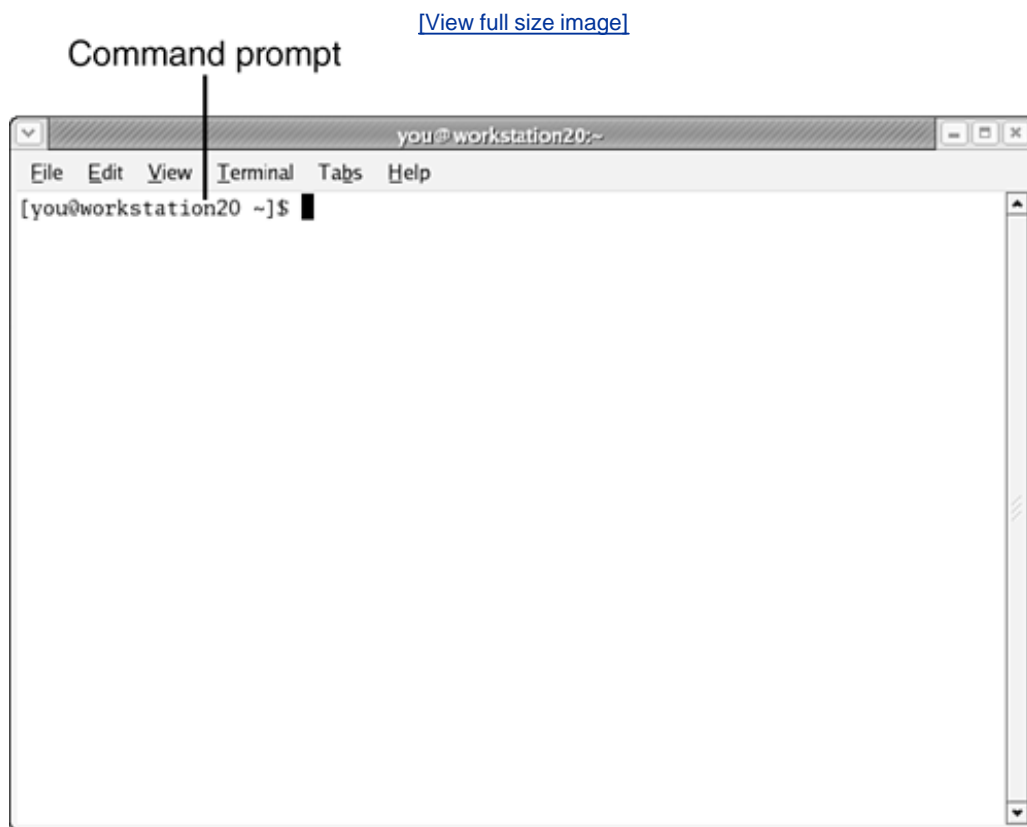 [View full size image]
Command prompt
you@workstation20:~
File Edit View Terminal Tabs Help
[you@workstation20 ~]$